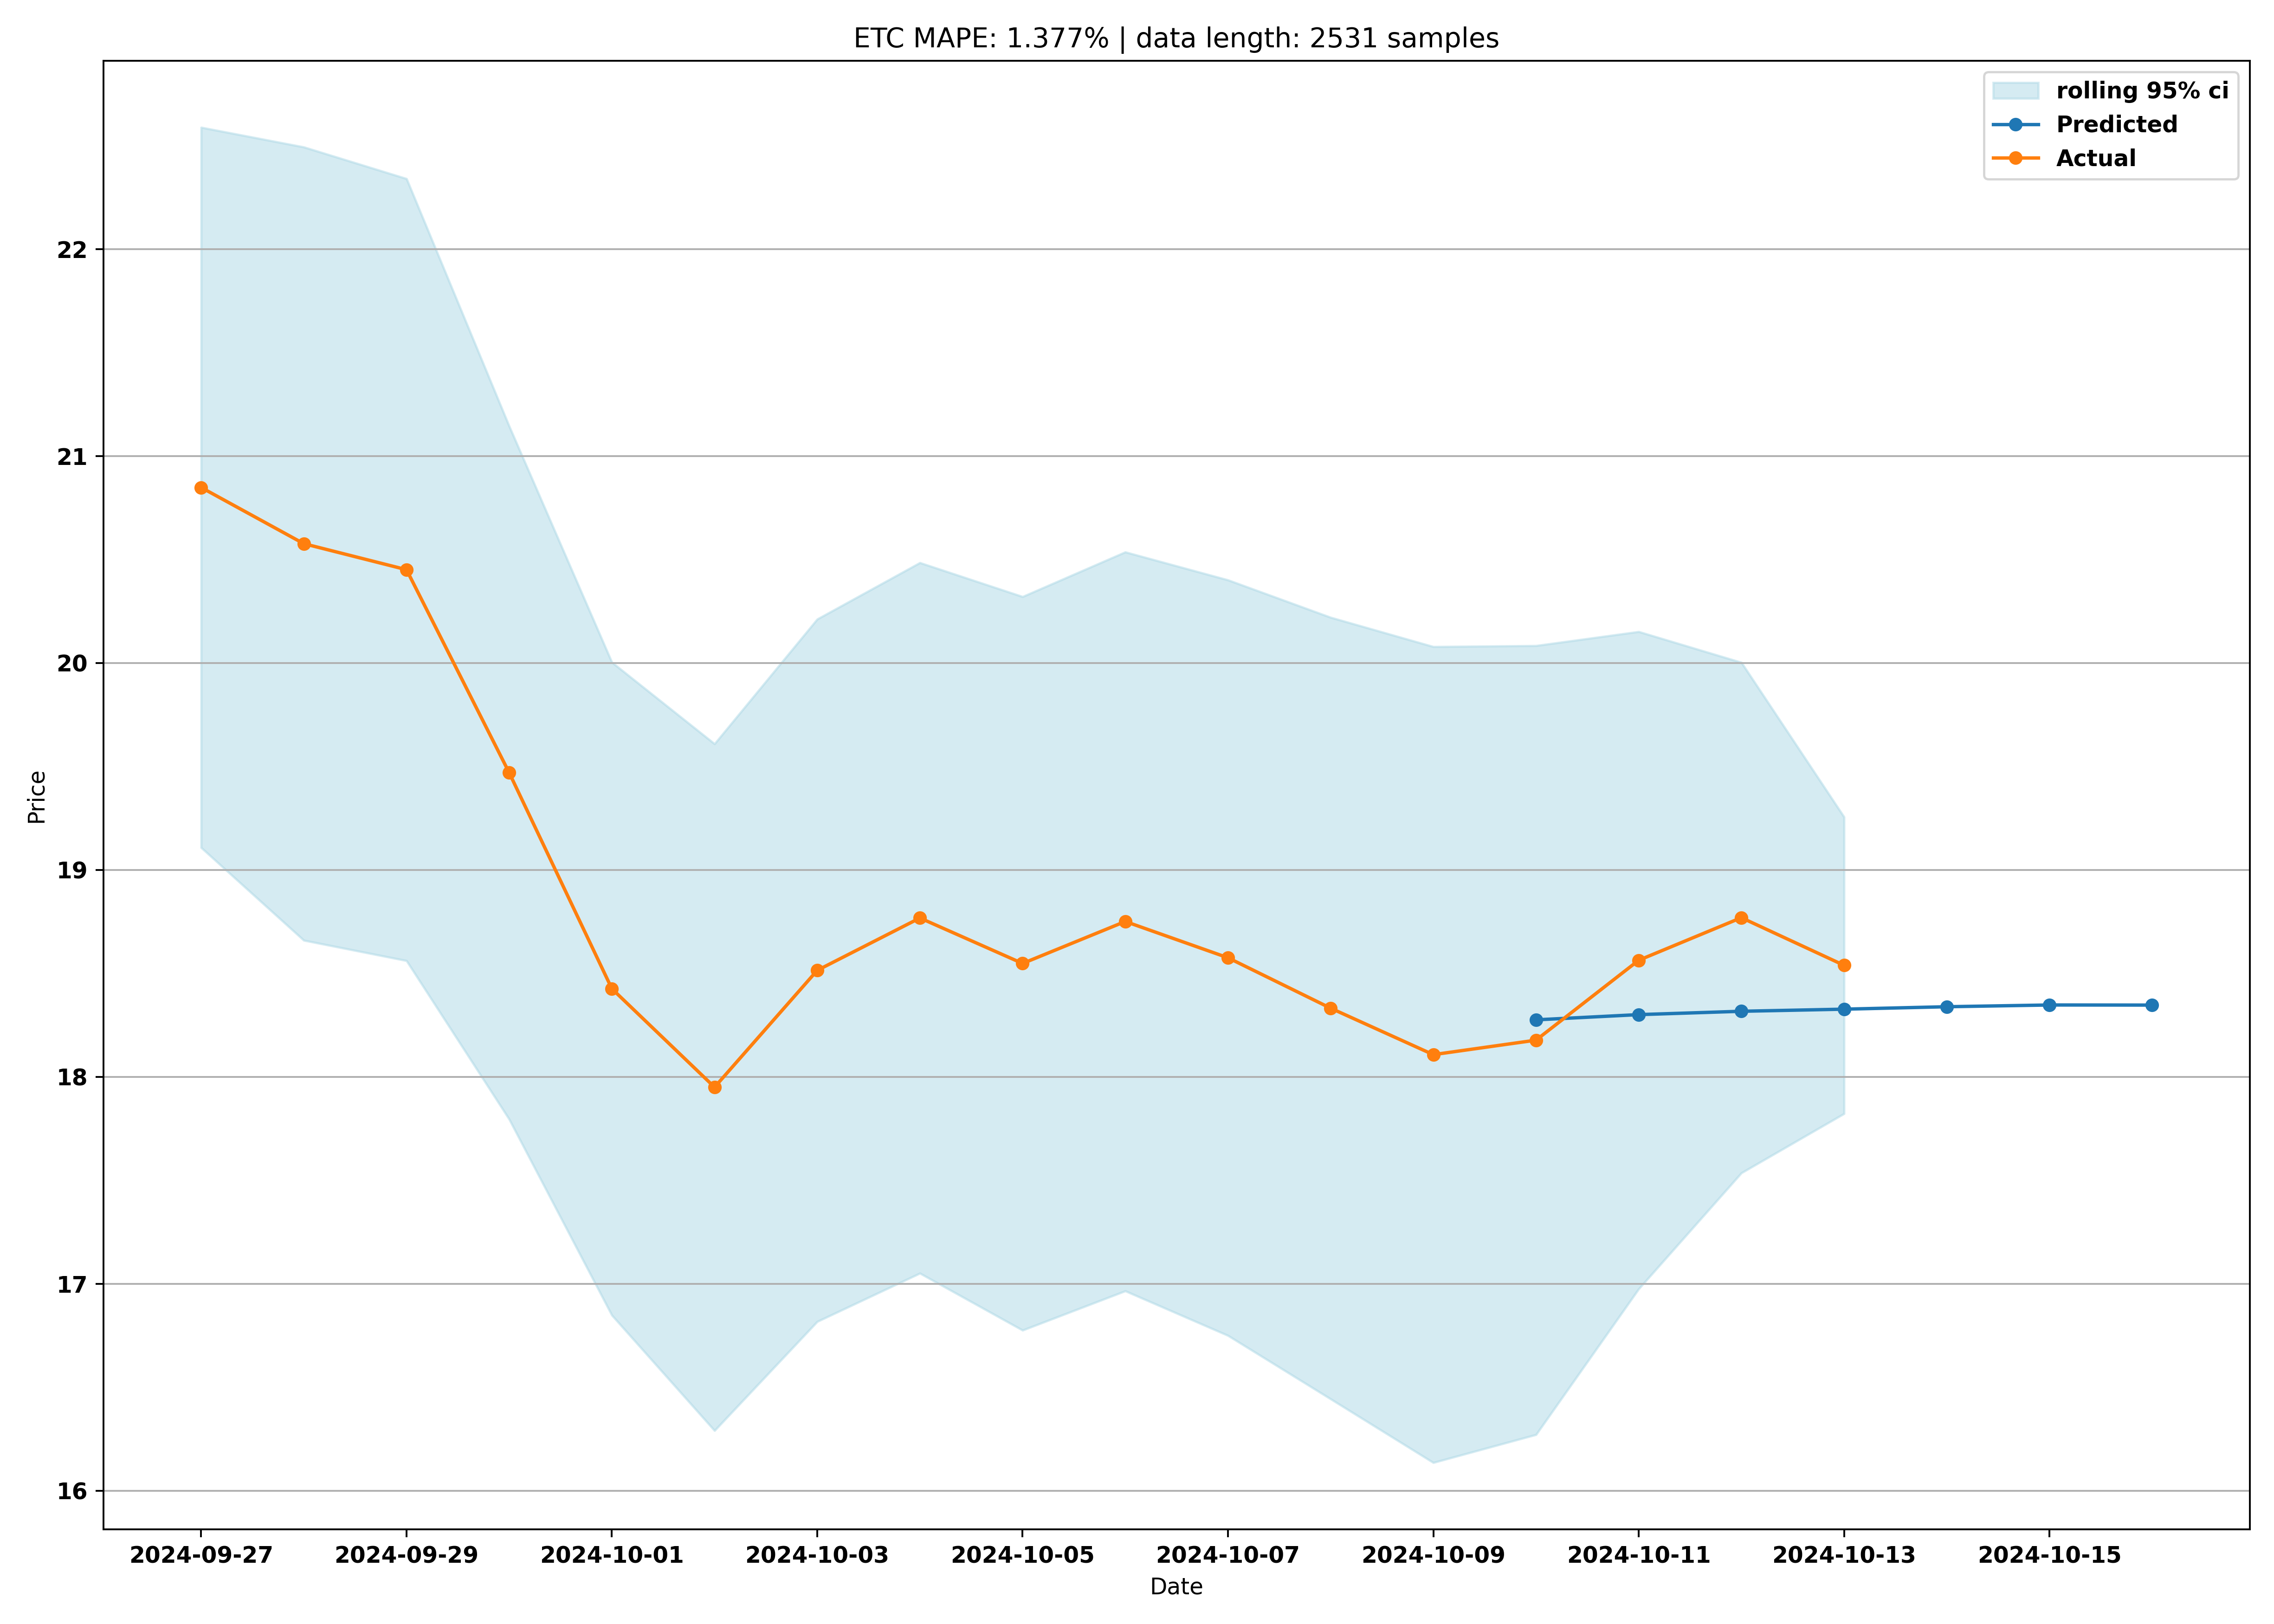 ETC MAPE: 1.377% | data length: 2531 samples
rolling 95% ci
Predicted
Actual
22
21
20
19
18
17
16
Price
2024-09-27 2024-09-29 2024-10-01 2024-10-03 2024-10-05 2024-10-07 2024-10-09 2024-10-11 2024-10-13 2024-10-15
Date